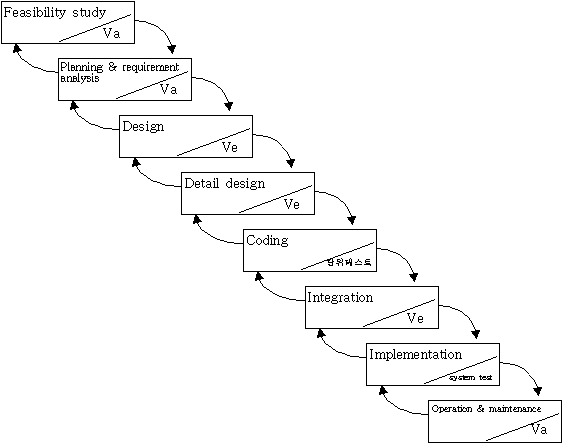 Feasibility study
Va
Planning & requirement
analysis
Va
Design
Ve
Detail design
Ve
Coding
단위테스트
Integration
Ve
Implementation
system test
Operation & maintenance
Va